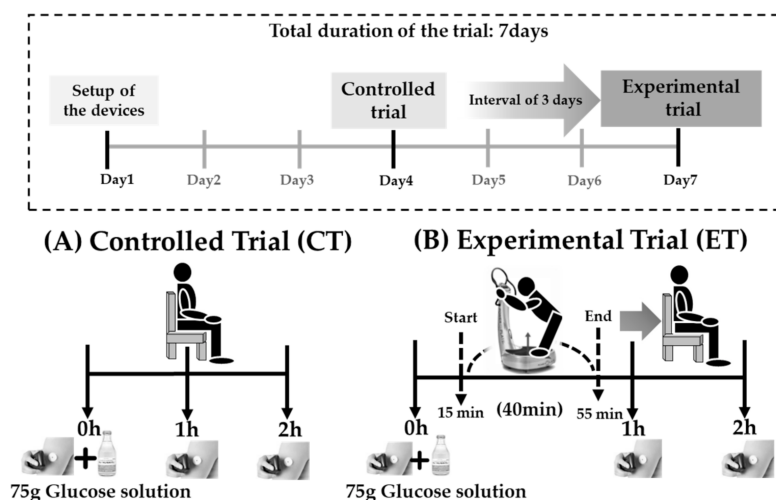 Total duration of the trial: 7days
Setup of
the devices
Controlled
trial
Interval of 3 days
Experimental
trial
Day1
Day2
Day3
Day4
Day5
Day6
Day7
(A) Controlled Trial (CT)
0h
1h
2h
+
75g Glucose solution
(B) Experimental Trial (ET)
Start
End
15 min
(40min)
55 min
0h
1h
2h
+
75g Glucose solution